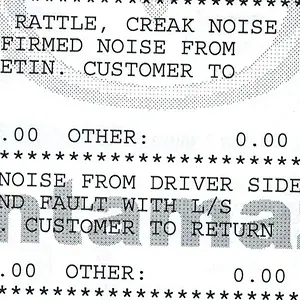 ****************************
RATTLE, CREAK NOISE
FIRMED NOISE FROM
ETIN. CUSTOMER TO
.00 OTHER: 0.00
*********************
NOISE FROM DRIVER SIDE
ND FAULT WITH L/S
. CUSTOMER TO RETURN
ntama
.00 OTHER: 0.00
*********************